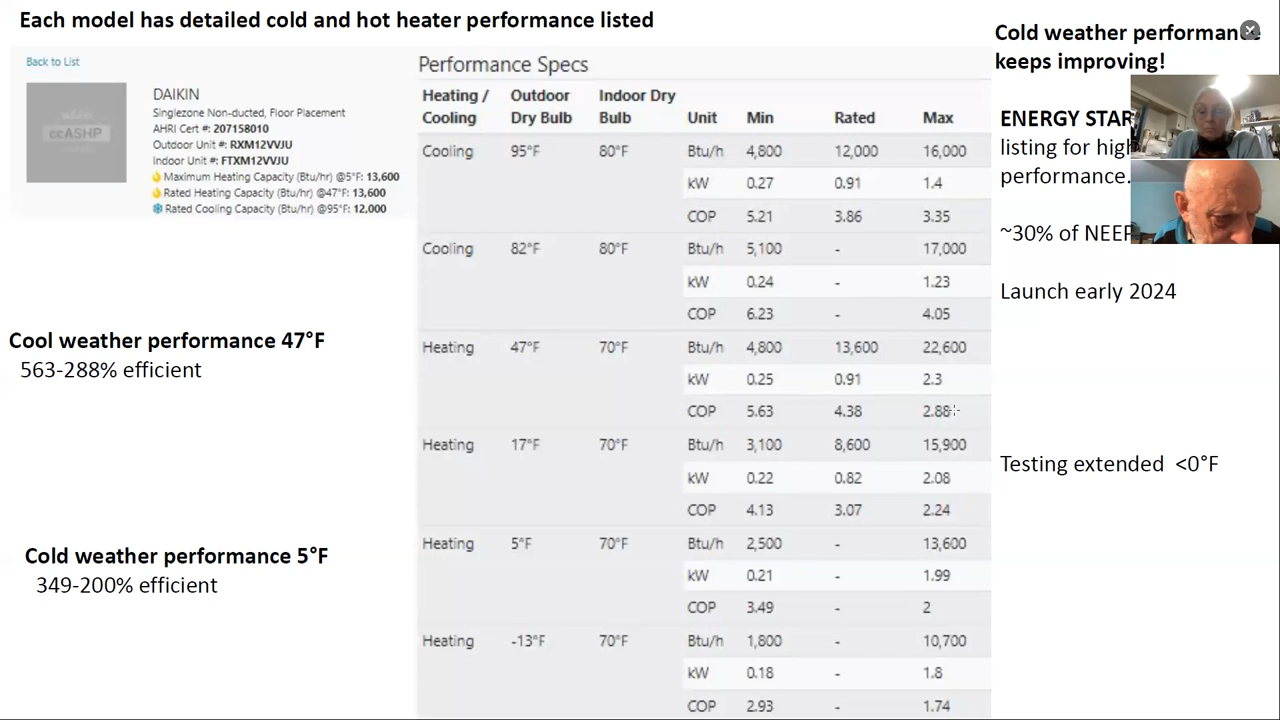 Each model has detailed cold and hot heater performance listed
Back to List
ccASHP
DAIKIN
Singlezone Non-ducted, Floor Placement
AHRI Cert #: 207158010
Outdoor Unit #: RXM12VVJU
Indoor Unit #: FTXM12VVJU
Maximum Heating Capacity (Btu/hr) @5°F: 13,600
Rated Heating Capacity (Btu/hr) @47°F: 13,600
Rated Cooling Capacity (Btu/hr) @95°F: 12,000
Cool weather performance 47°F
563-288% efficient
Cold weather performance 5°F
349-200% efficient
Performance Specs
Heating / Cooling Outdoor Dry Bulb Indoor Dry Bulb Unit Min Rated Max
Cooling 95°F 80°F Btu/h 4,800 12,000 16,000
kW 0.27 0.91 1.4
COP 5.21 3.86 3.35
Cooling 82°F 80°F Btu/h 5,100 - 17,000
kW 0.24 - 1.23
COP 6.23 - 4.05
Heating 47°F 70°F Btu/h 4,800 13,600 22,600
kW 0.25 0.91 2.3
COP 5.63 4.38 2.88
Heating 17°F 70°F Btu/h 3,100 8,600 15,900
kW 0.22 0.82 2.08
COP 4.13 3.07 2.24
Heating 5°F 70°F Btu/h 2,500 - 13,600
kW 0.21 - 1.99
COP 3.49 - 2
Heating -13°F 70°F Btu/h 1,800 - 10,700
kW 0.18 - 1.8
COP 2.93 - 1.74
Cold weather performance
keeps improving!
ENERGY STAR
listing for high
performance.
~30% of NEEP
Launch early 2024
Testing extended <0°F